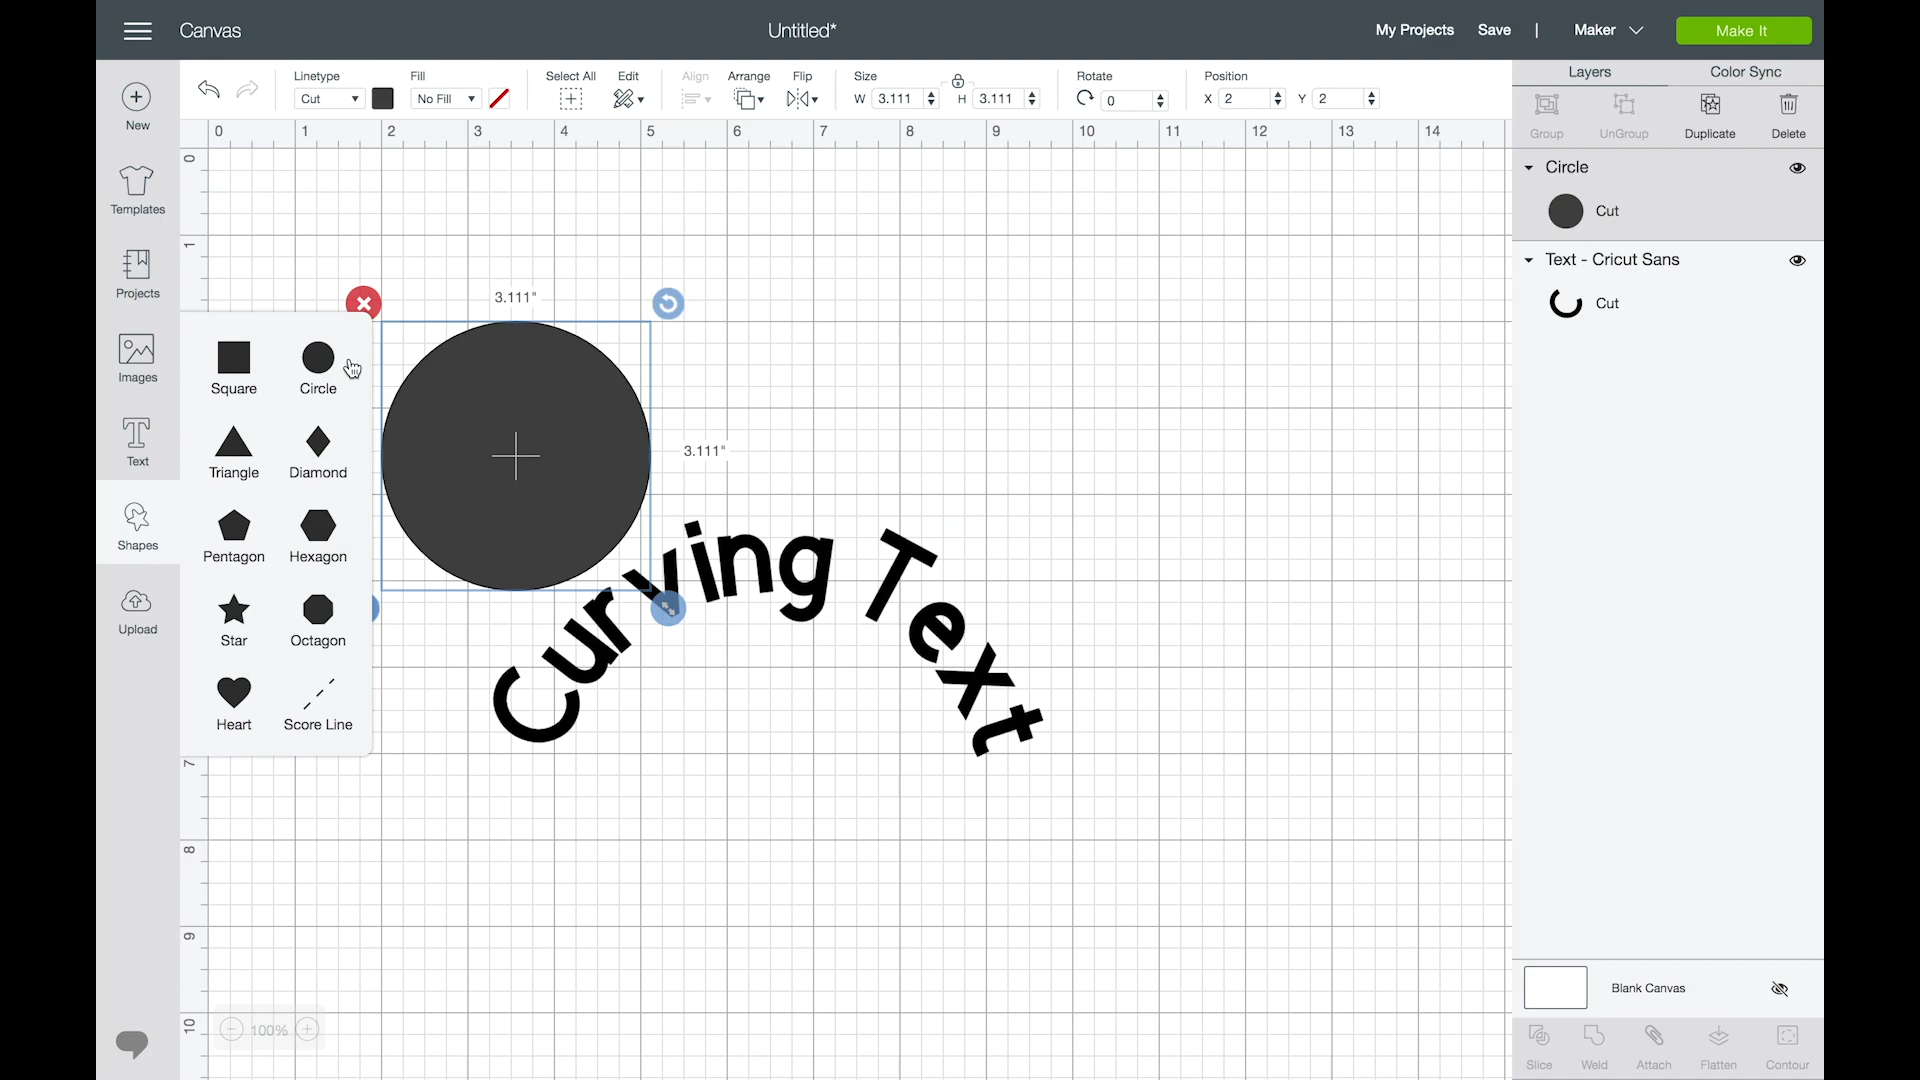 Canvas
Untitled*
My Projects
Save
|
Maker
Make It
New
Templates
Projects
Images
Text
Shapes
Upload
Linetype
Cut
Fill
No Fill
Select All
Edit
Align
Arrange
Flip
Size
W 3.111
H 3.111
Rotate
0
Position
X 2
Y 2
0 1 2 3 4 5 6 7 8 9 10 11 12 13 14
0
1
7
8
9
10
3.111"
3.111"
Square
Circle
Triangle
Diamond
Pentagon
Hexagon
Star
Octagon
Heart
Score Line
Curving Text
100%
Layers
Color Sync
Group
UnGroup
Duplicate
Delete
Circle
Cut
Text - Cricut Sans
Cut
Blank Canvas
Slice
Weld
Attach
Flatten
Contour